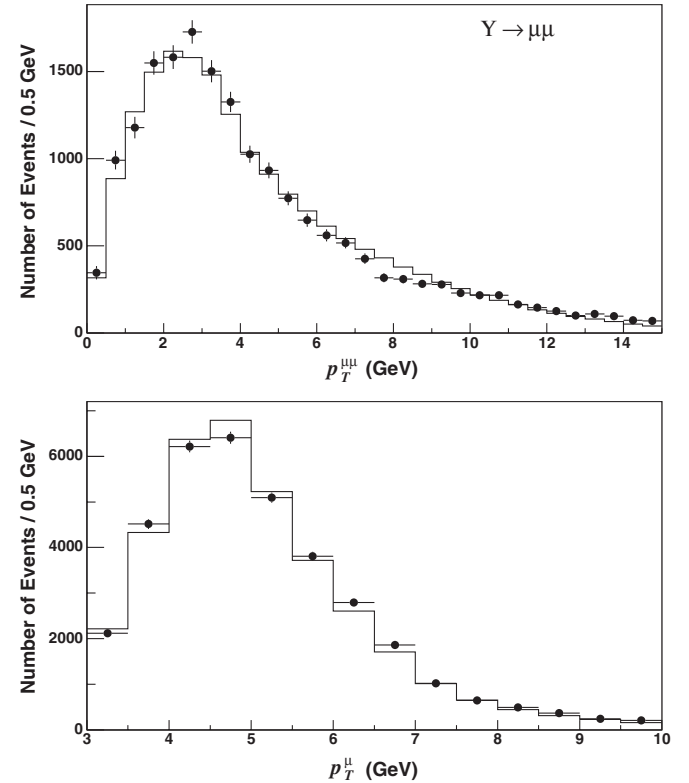 Υ → μμ
Number of Events / 0.5 GeV
1500
1000
500
0
0 2 4 6 8 10 12 14
p_T^μμ (GeV)
Number of Events / 0.5 GeV
6000
4000
2000
0
3 4 5 6 7 8 9 10
p_T^μ (GeV)